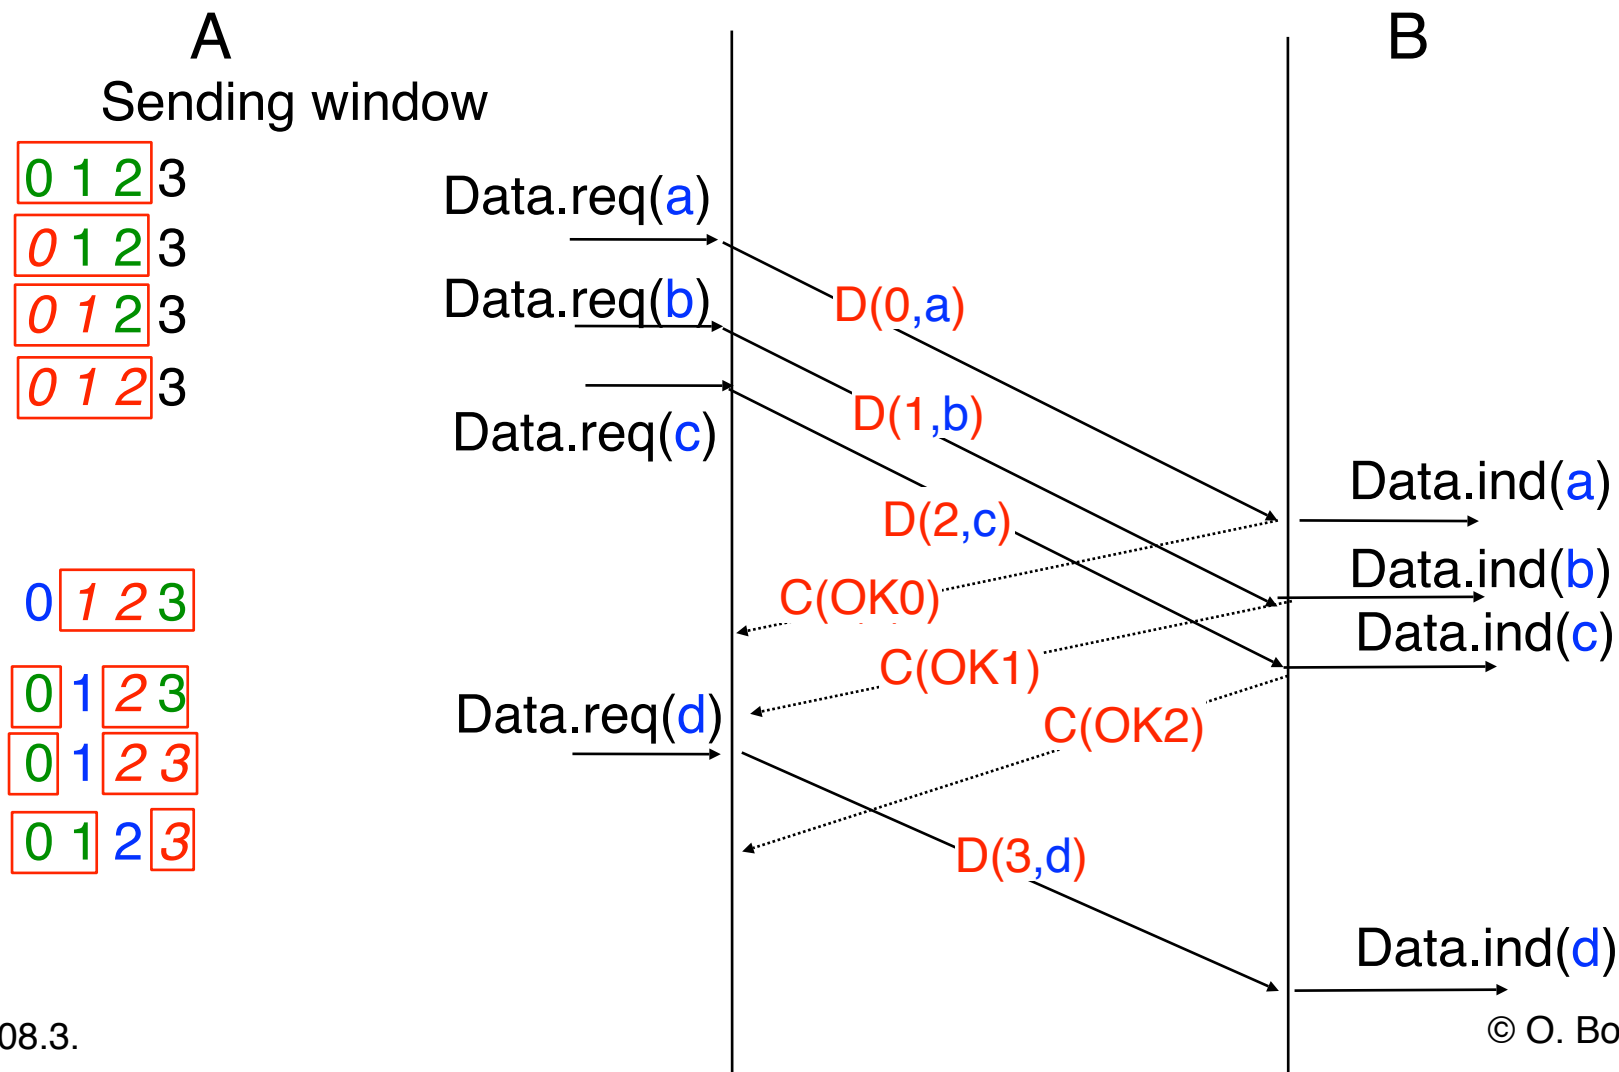 A
B
Sending window
0 1 2 3
Data.req(a)
0 1 2 3
Data.req(b)
D(0,a)
0 1 2 3
0 1 2 3
D(1,b)
Data.req(c)
Data.ind(a)
D(2,c)
Data.ind(b)
0 1 2 3
C(OK0)
Data.ind(c)
C(OK1)
0 1 2 3
Data.req(d)
C(OK2)
0 1 2 3
0 1 2 3
D(3,d)
Data.ind(d)
08.3.
© O. Bo